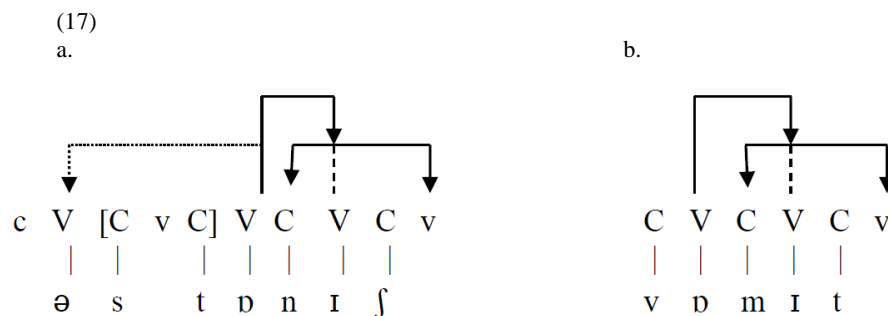 (17)
a. b.
c V [C v C] V C V C v C V C V C v
ə s t ɒ n ɪ ʃ v ɒ m ɪ t